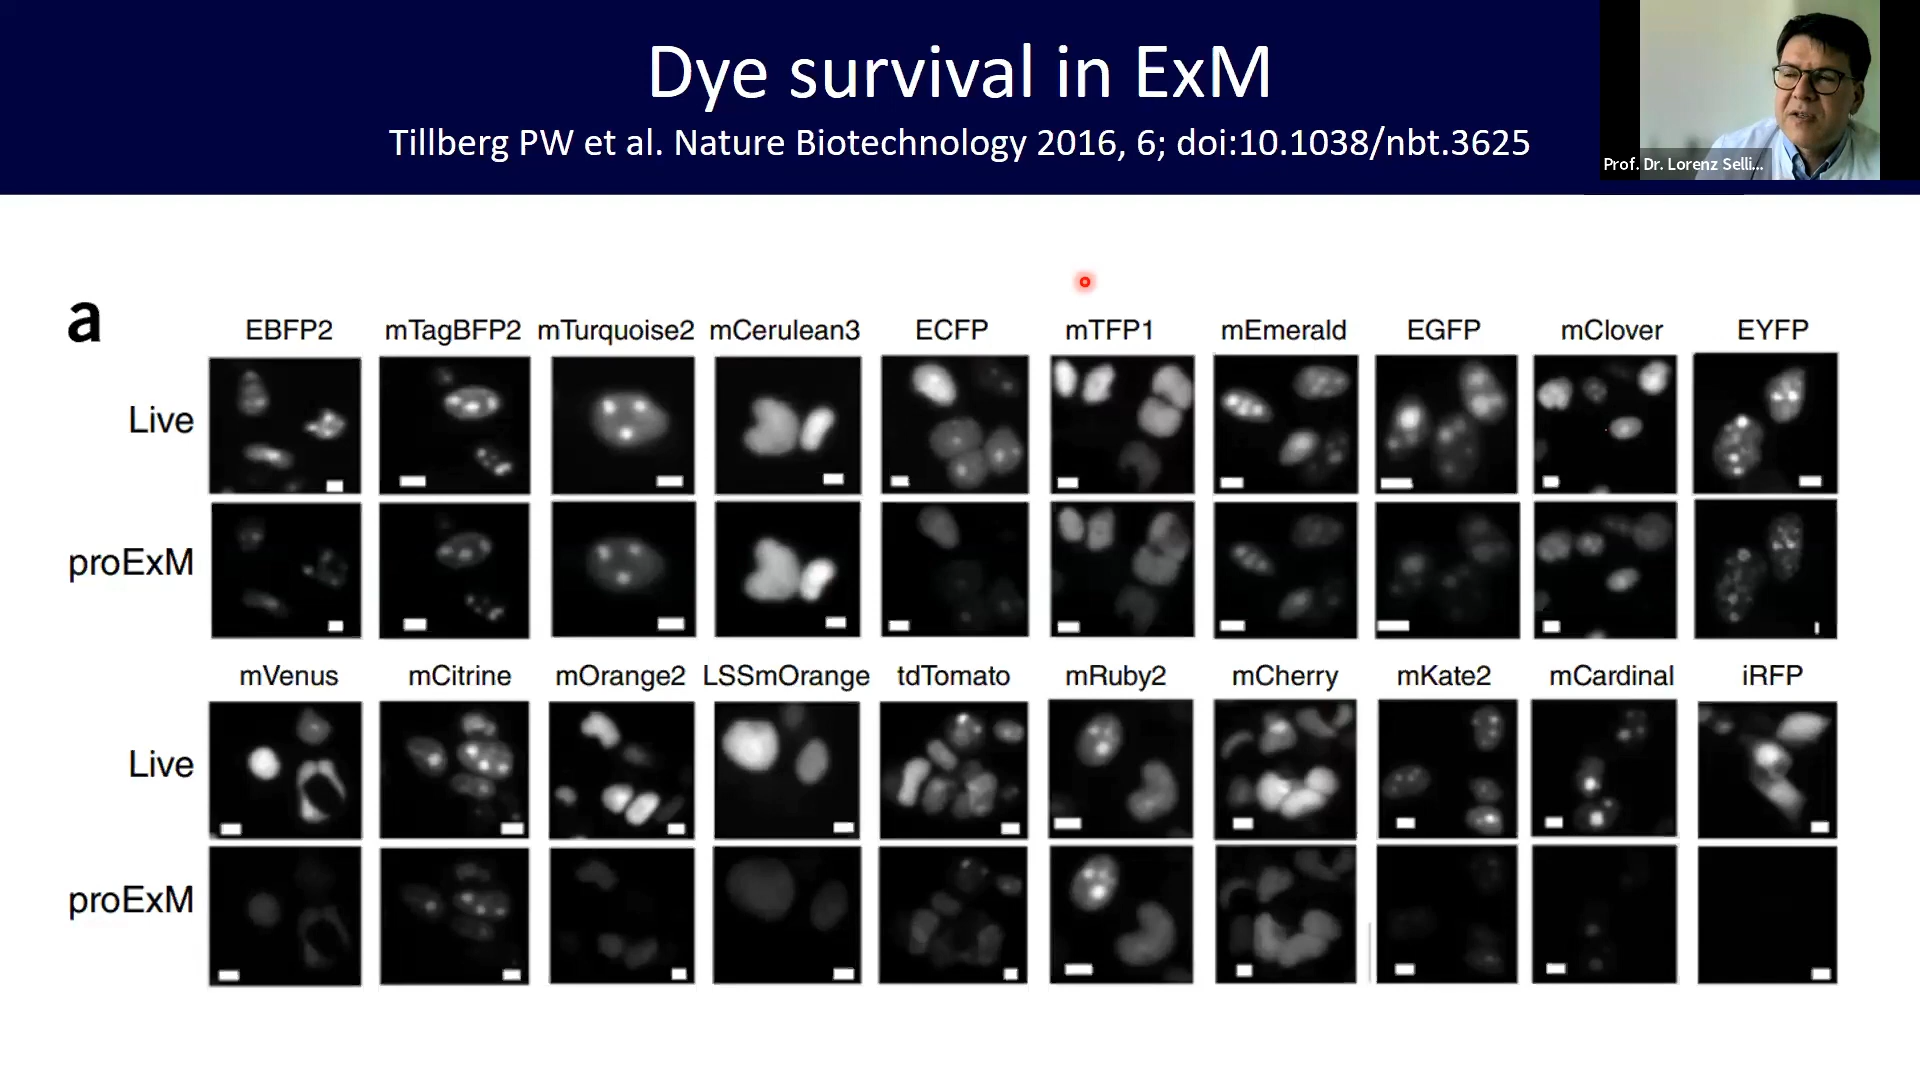 Dye survival in ExM
Tillberg PW et al. Nature Biotechnology 2016, 6; doi:10.1038/nbt.3625
Prof. Dr. Lorenz Selli...
a
EBFP2 mTagBFP2 mTurquoise2 mCerulean3 ECFP mTFP1 mEmerald EGFP mClover EYFP
Live
proExM
mVenus mCitrine mOrange2 LSSmOrange tdTomato mRuby2 mCherry mKate2 mCardinal iRFP
Live
proExM